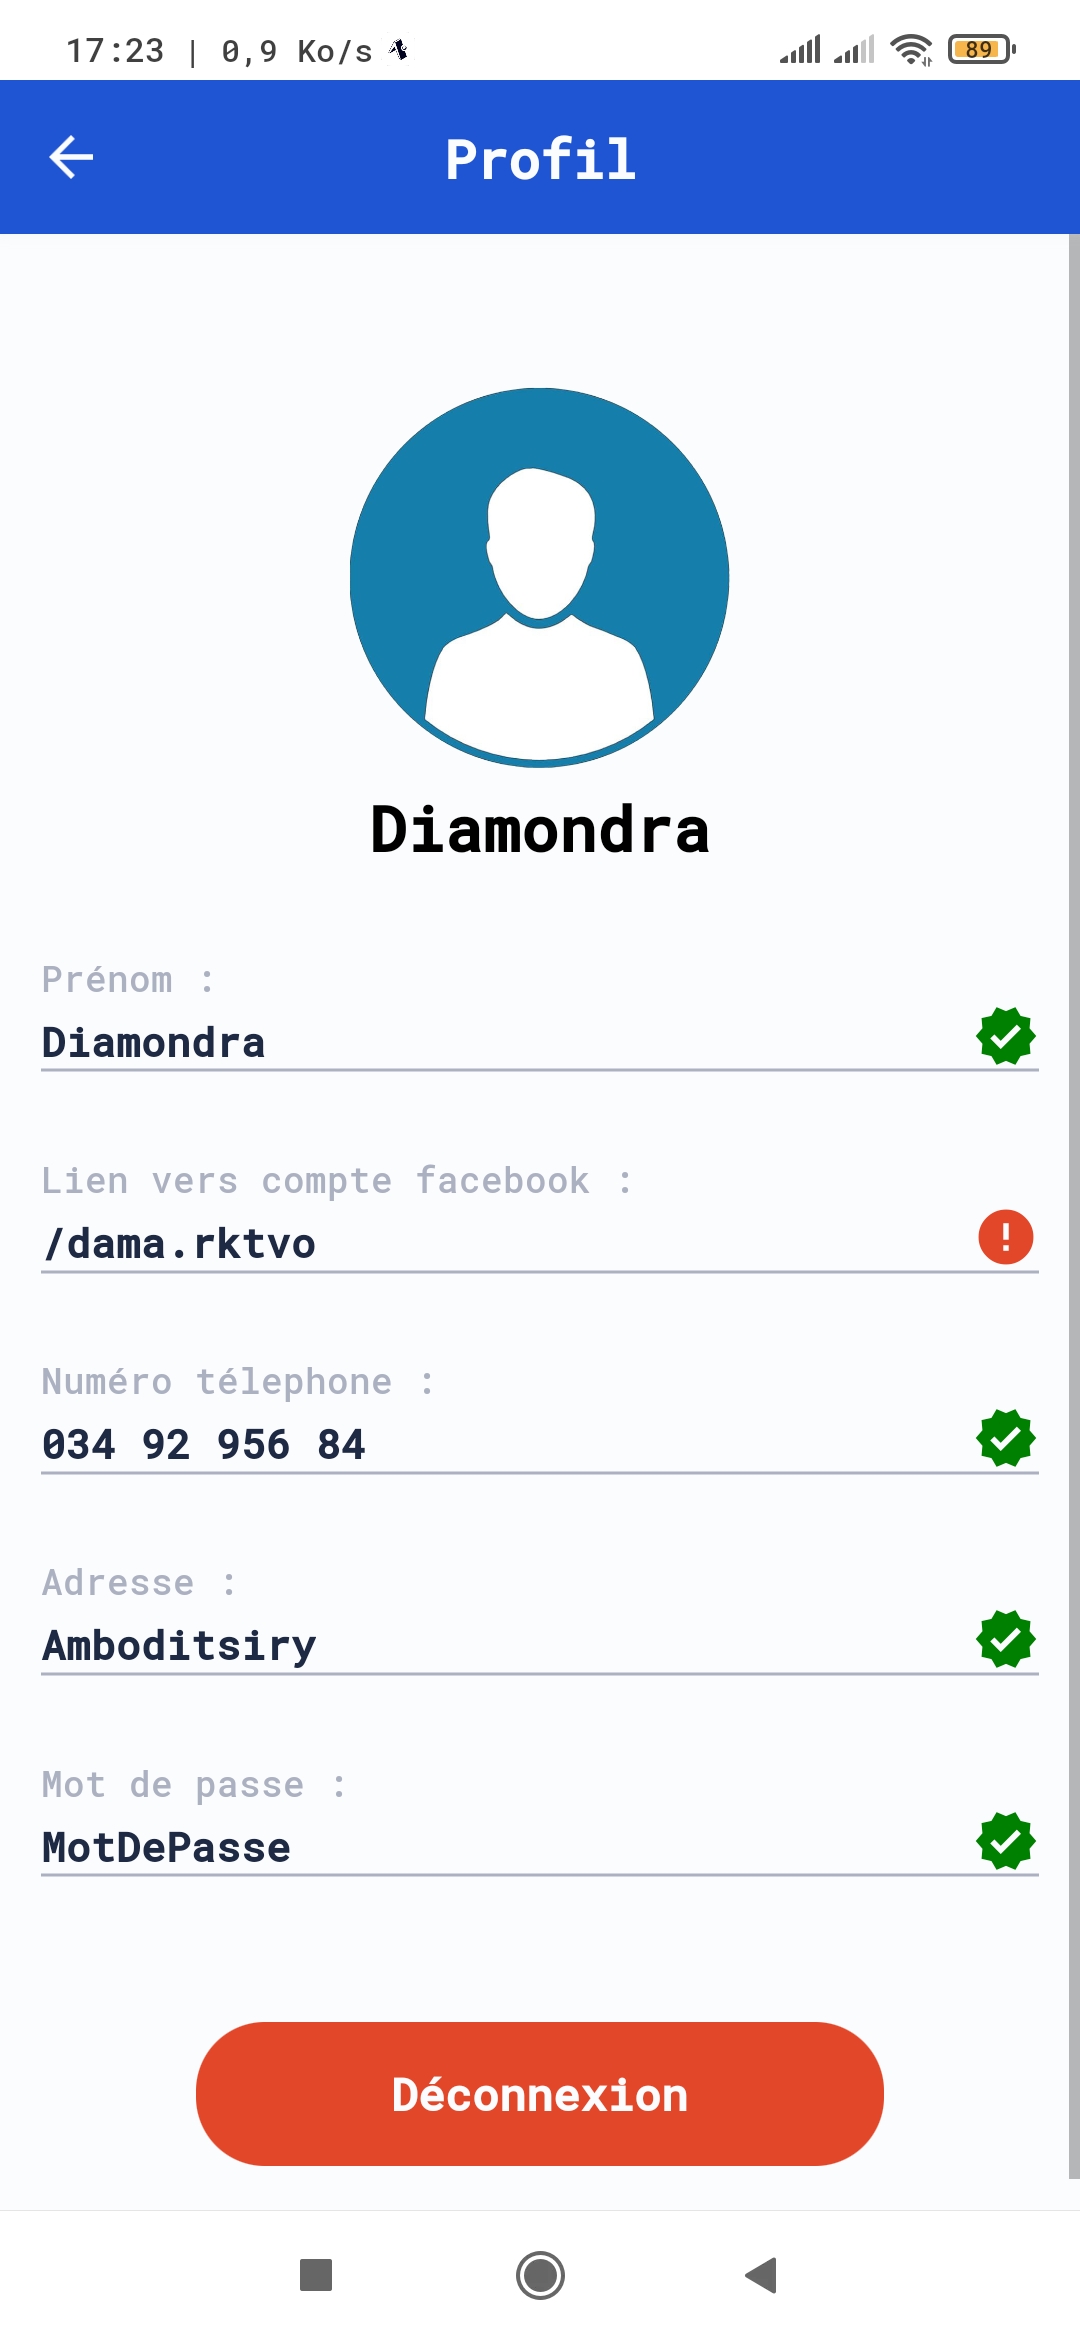 17:23 | 0,9 Ko/s
89
Profil
Diamondra
Prénom :
Diamondra
Lien vers compte facebook :
/dama.rktvo
Numéro télephone :
034 92 956 84
Adresse :
Amboditsiry
Mot de passe :
MotDePasse
Déconnexion